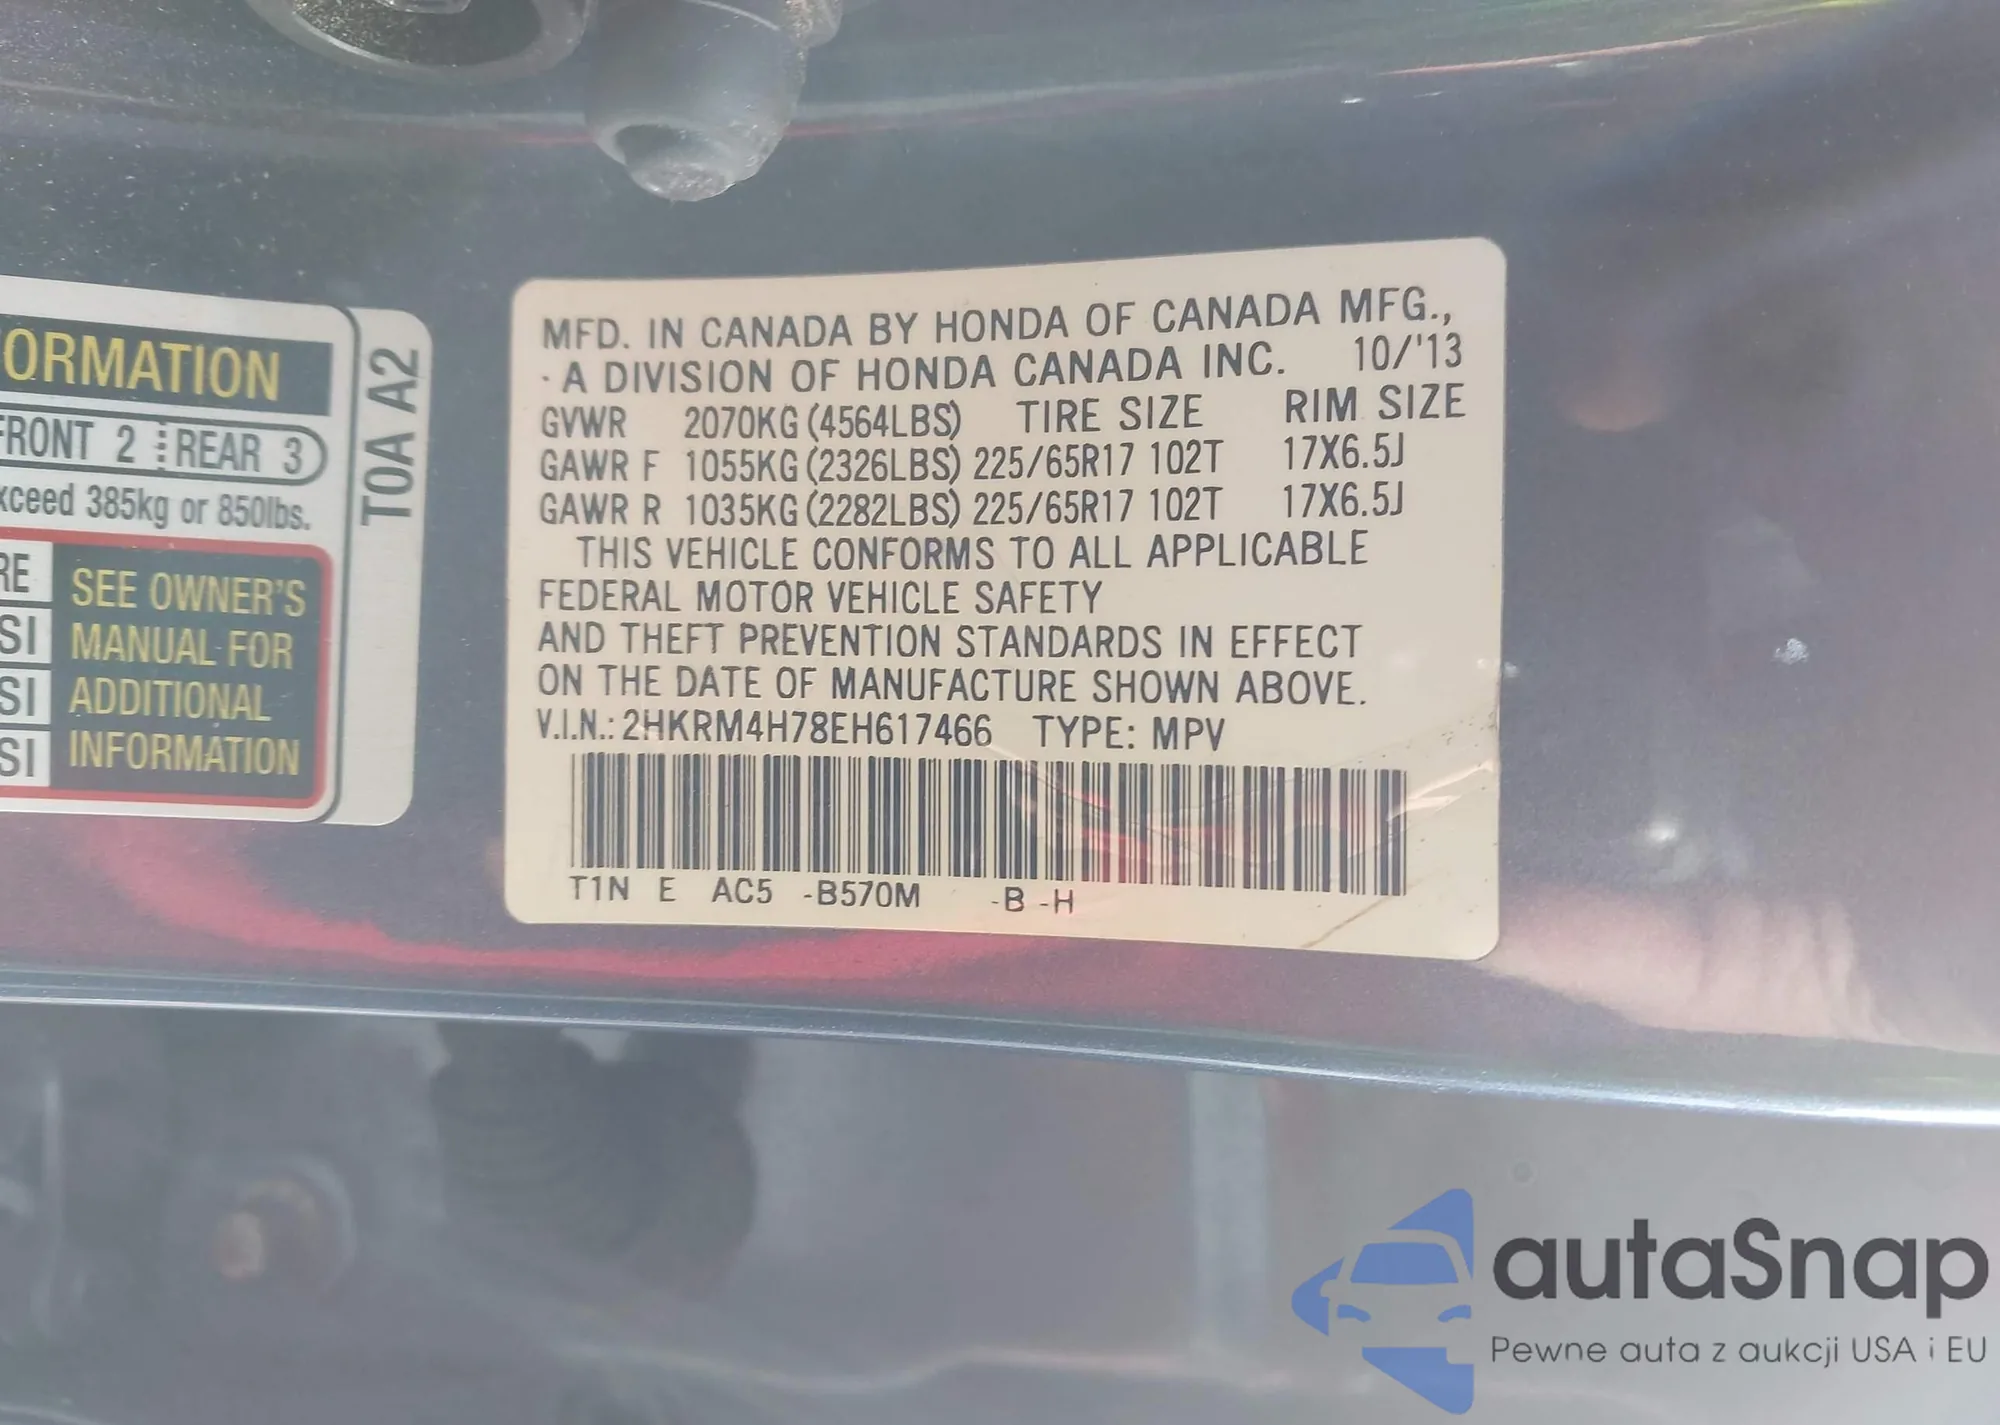 ORMATION
FRONT 2 REAR 3
xceed 385kg or 850lbs.
RE
SI
SI
SI
SEE OWNER'S
MANUAL FOR
ADDITIONAL
INFORMATION
T0A A2
MFD. IN CANADA BY HONDA OF CANADA MFG.,
· A DIVISION OF HONDA CANADA INC. 10/'13
GVWR 2070KG (4564LBS) TIRE SIZE RIM SIZE
GAWR F 1055KG (2326LBS) 225/65R17 102T 17X6.5J
GAWR R 1035KG (2282LBS) 225/65R17 102T 17X6.5J
THIS VEHICLE CONFORMS TO ALL APPLICABLE
FEDERAL MOTOR VEHICLE SAFETY
AND THEFT PREVENTION STANDARDS IN EFFECT
ON THE DATE OF MANUFACTURE SHOWN ABOVE.
V.I.N.: 2HKRM4H78EH617466 TYPE: MPV
T1N E AC5 -B570M -B -H
autaSnap
Pewne auta z aukcji USA i EU